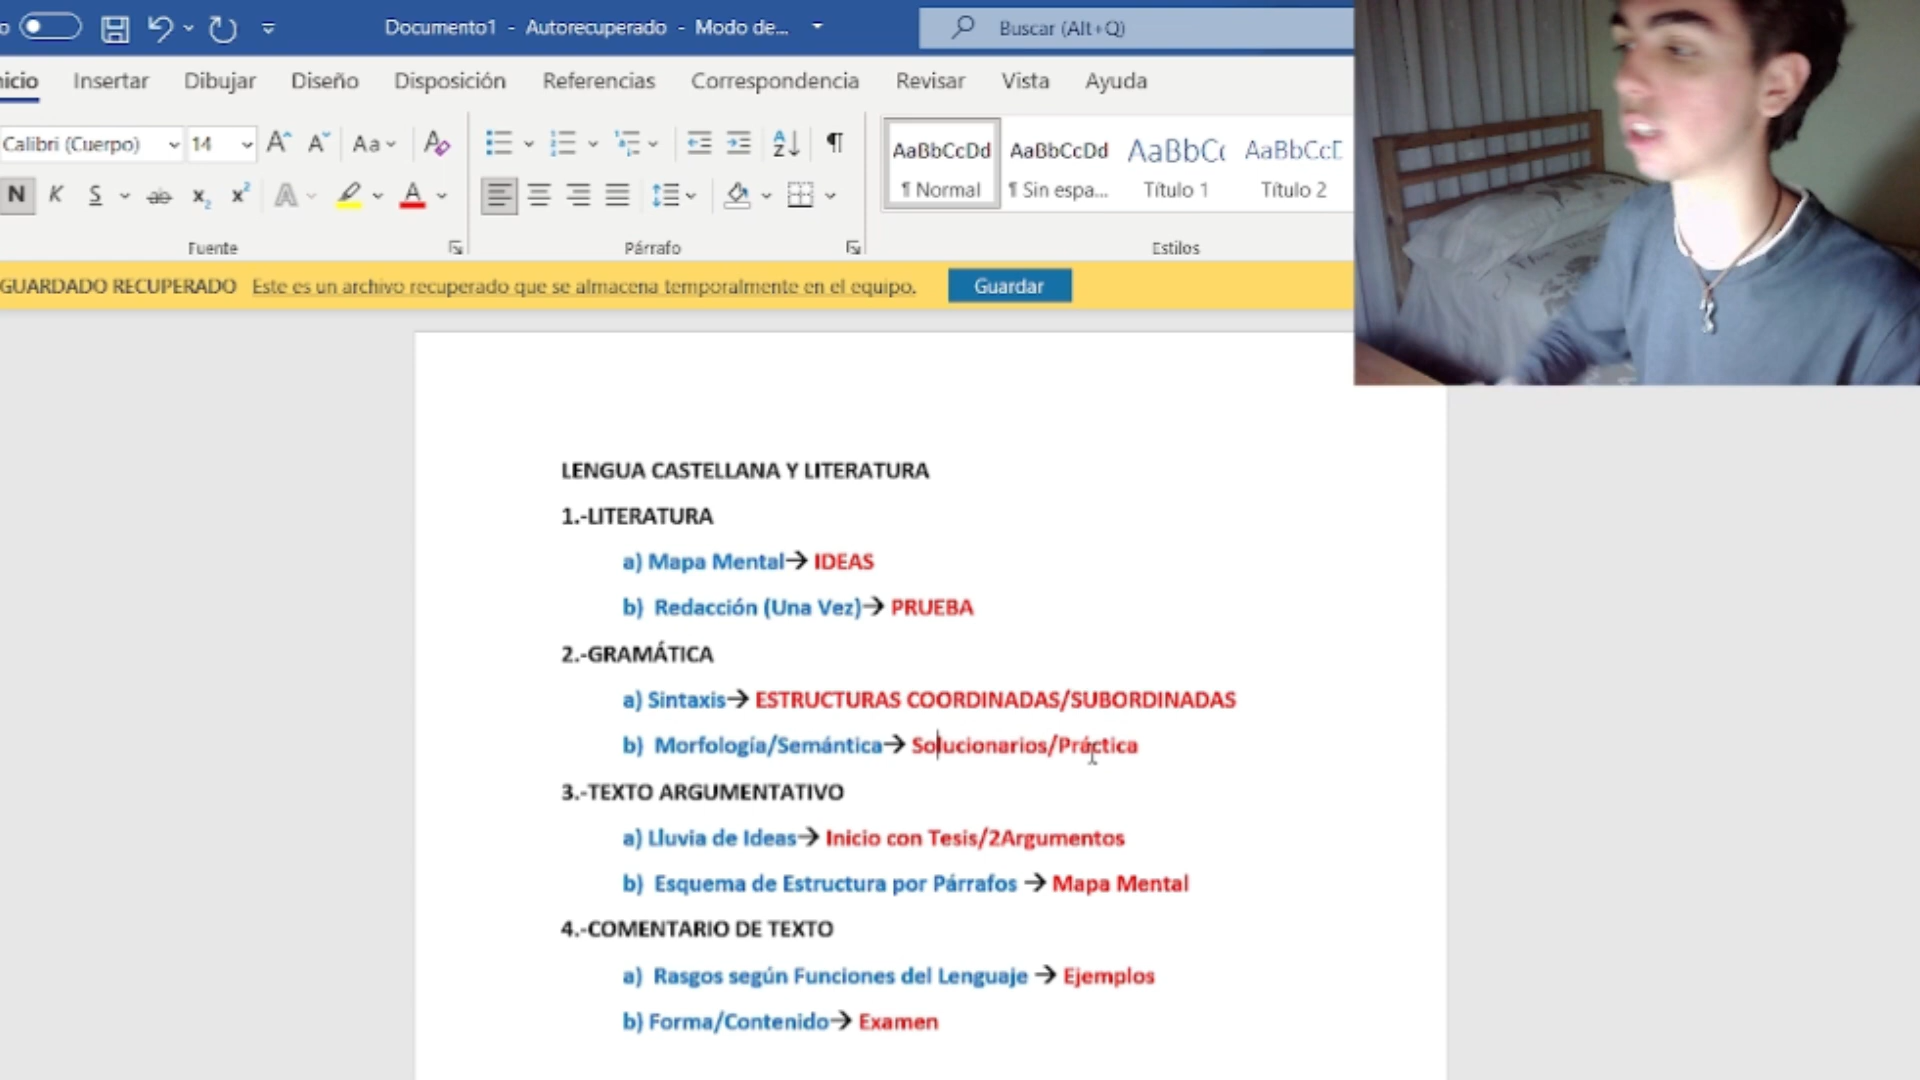 Documento1 - Autorecuperado - Modo de...
Buscar (Alt+Q)
Insertar Dibujar Diseño Disposición Referencias Correspondencia Revisar Vista Ayuda
Calibri (Cuerpo) 14 Aa
N K S ab x₂ x² A A
AaBbCcDd AaBbCcDd AaBbCc AaBbCcD
¶ Normal ¶ Sin espa... Título 1 Título 2
Fuente Párrafo Estilos
GUARDADO RECUPERADO Este es un archivo recuperado que se almacena temporalmente en el equipo. Guardar
LENGUA CASTELLANA Y LITERATURA
1.-LITERATURA
a) Mapa Mental→ IDEAS
b) Redacción (Una Vez)→ PRUEBA
2.-GRAMÁTICA
a) Sintaxis→ ESTRUCTURAS COORDINADAS/SUBORDINADAS
b) Morfología/Semántica→ Solucionarios/Práctica
3.-TEXTO ARGUMENTATIVO
a) Lluvia de Ideas→ Inicio con Tesis/2Argumentos
b) Esquema de Estructura por Párrafos → Mapa Mental
4.-COMENTARIO DE TEXTO
a) Rasgos según Funciones del Lenguaje → Ejemplos
b) Forma/Contenido→ Examen